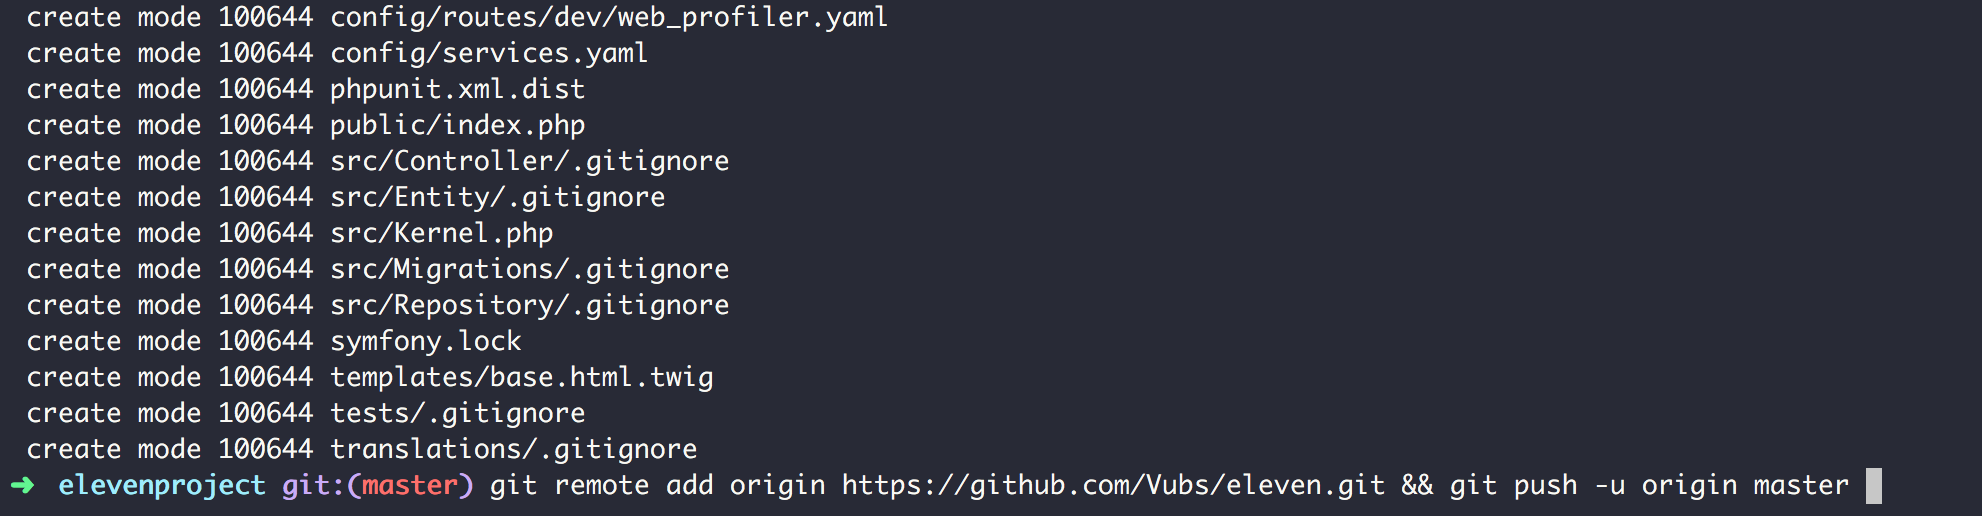 create mode 100644 config/routes/dev/web_profiler.yaml
create mode 100644 config/services.yaml
create mode 100644 phpunit.xml.dist
create mode 100644 public/index.php
create mode 100644 src/Controller/.gitignore
create mode 100644 src/Entity/.gitignore
create mode 100644 src/Kernel.php
create mode 100644 src/Migrations/.gitignore
create mode 100644 src/Repository/.gitignore
create mode 100644 symfony.lock
create mode 100644 templates/base.html.twig
create mode 100644 tests/.gitignore
create mode 100644 translations/.gitignore
➜ elevenproject git:(master) git remote add origin https://github.com/Vubs/eleven.git && git push -u origin master